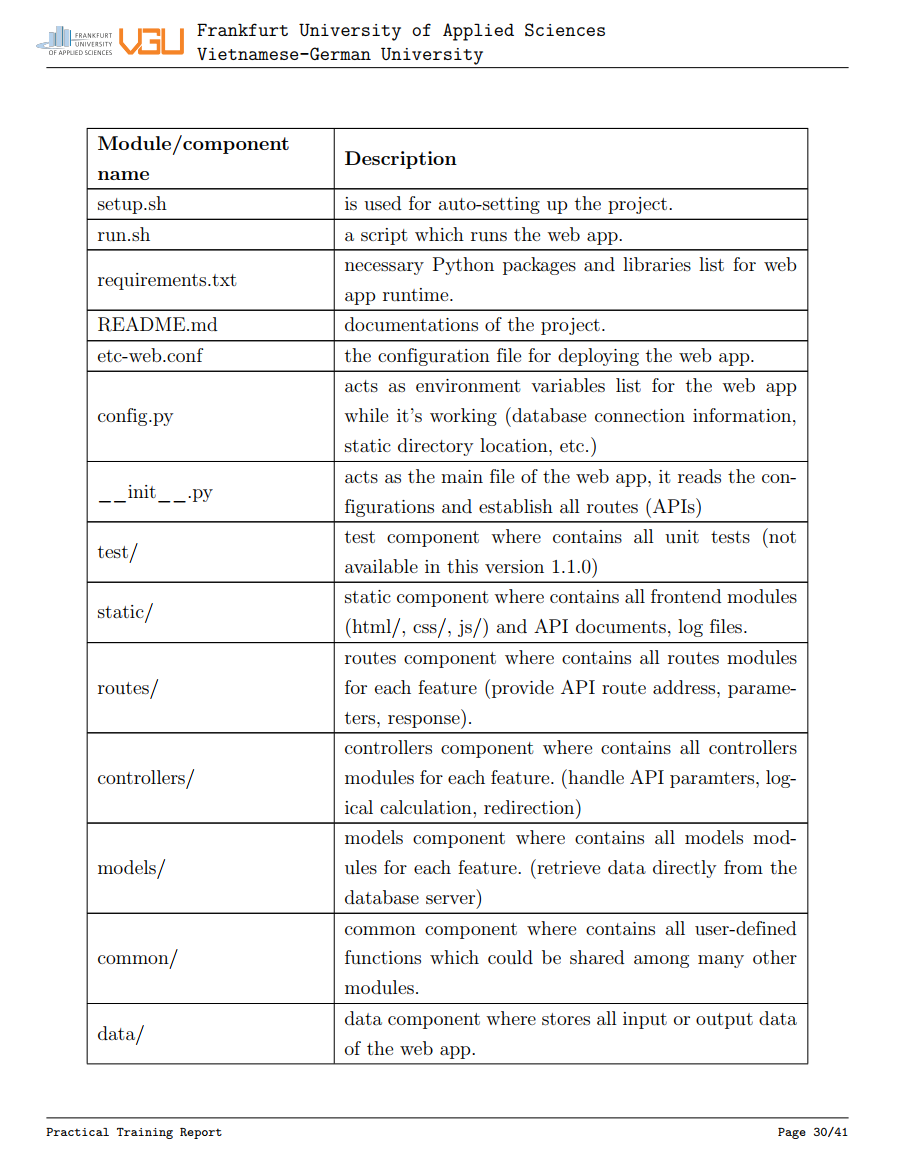 FRANKFURT
UNIVERSITY
OF APPLIED SCIENCES
VGU
Frankfurt University of Applied Sciences
Vietnamese-German University
Module/component
name
Description
setup.sh
is used for auto-setting up the project.
run.sh
a script which runs the web app.
requirements.txt
necessary Python packages and libraries list for web
app runtime.
README.md
documentations of the project.
etc-web.conf
the configuration file for deploying the web app.
config.py
acts as environment variables list for the web app
while it's working (database connection information,
static directory location, etc.)
__init__.py
acts as the main file of the web app, it reads the con-
figurations and establish all routes (APIs)
test/
test component where contains all unit tests (not
available in this version 1.1.0)
static/
static component where contains all frontend modules
(html/, css/, js/) and API documents, log files.
routes/
routes component where contains all routes modules
for each feature (provide API route address, parame-
ters, response).
controllers/
controllers component where contains all controllers
modules for each feature. (handle API paramters, log-
ical calculation, redirection)
models/
models component where contains all models mod-
ules for each feature. (retrieve data directly from the
database server)
common/
common component where contains all user-defined
functions which could be shared among many other
modules.
data/
data component where stores all input or output data
of the web app.
Practical Training Report
Page 30/41